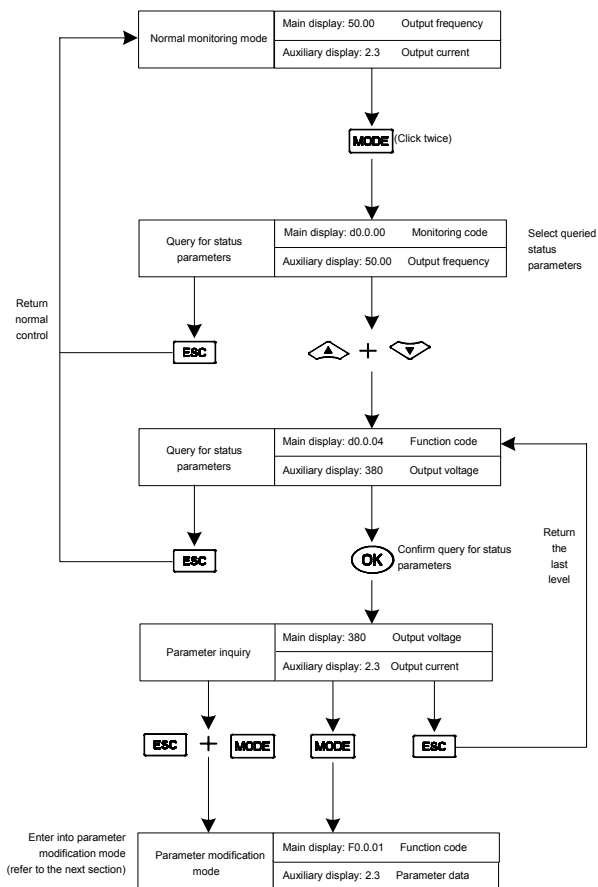 Normal monitoring mode
Main display: 50.00 Output frequency
Auxiliary display: 2.3 Output current
MODE (Click twice)
Query for status
parameters
Main display: d0.0.00 Monitoring code
Auxiliary display: 50.00 Output frequency
Select queried
status
parameters
Return
normal
control
ESC
+
Query for status
parameters
Main display: d0.0.04 Function code
Auxiliary display: 380 Output voltage
ESC
OK
Confirm query for status
parameters
Return
the
last
level
Parameter inquiry
Main display: 380 Output voltage
Auxiliary display: 2.3 Output current
ESC + MODE
MODE
ESC
Enter into parameter
modification mode
(refer to the next section)
Parameter modification
mode
Main display: F0.0.01 Function code
Auxiliary display: 2.3 Parameter data